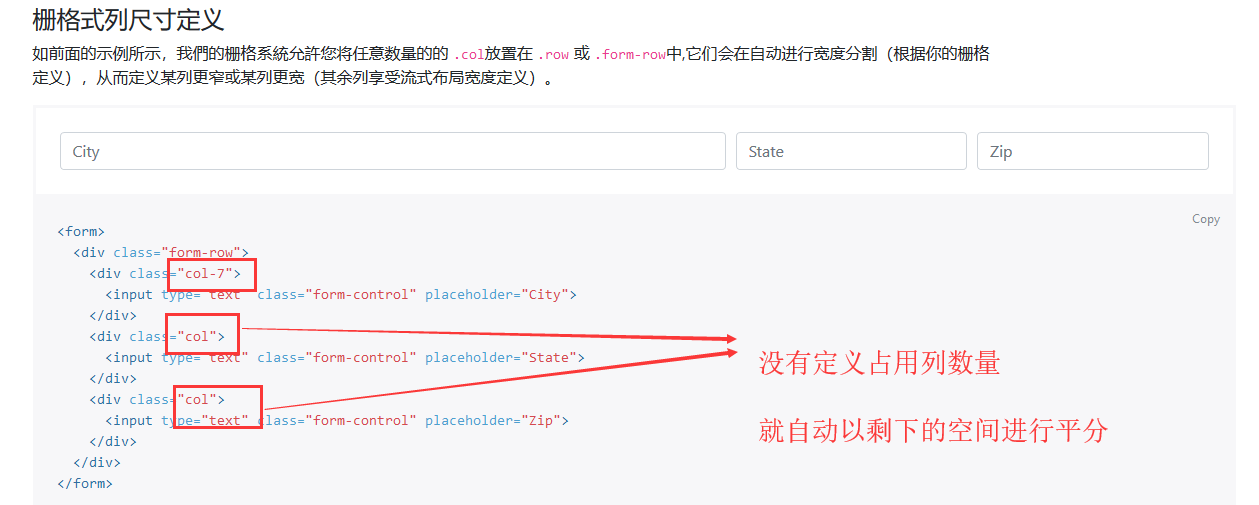 栅格式列尺寸定义
如前面的示例所示，我們的栅格系統允許您将任意数量的的 .col放置在 .row 或 .form-row中,它们会在自动进行宽度分割（根据你的栅格
定义），从而定义某列更窄或某列更宽（其余列享受流式布局宽度定义）。
City State Zip
Copy
<form>
<div class="form-row">
<div class="col-7">
<input type="text" class="form-control" placeholder="City">
</div>
<div class="col">
<input type="text" class="form-control" placeholder="State">
</div>
<div class="col">
<input type="text" class="form-control" placeholder="Zip">
</div>
</div>
</form>
没有定义占用列数量
就自动以剩下的空间进行平分